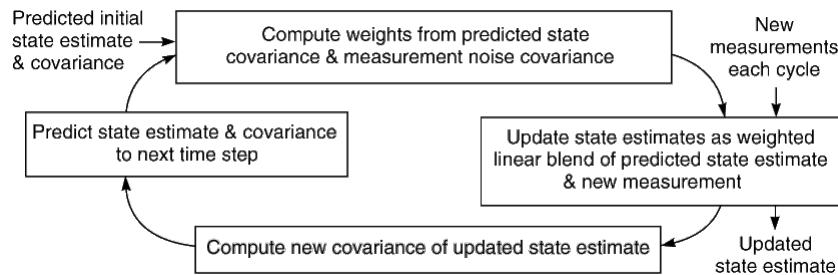 Predicted initial
state estimate
& covariance
Compute weights from predicted state
covariance & measurement noise covariance
New
measurements
each cycle
Predict state estimate & covariance
to next time step
Update state estimates as weighted
linear blend of predicted state estimate
& new measurement
Compute new covariance of updated state estimate
Updated
state estimate